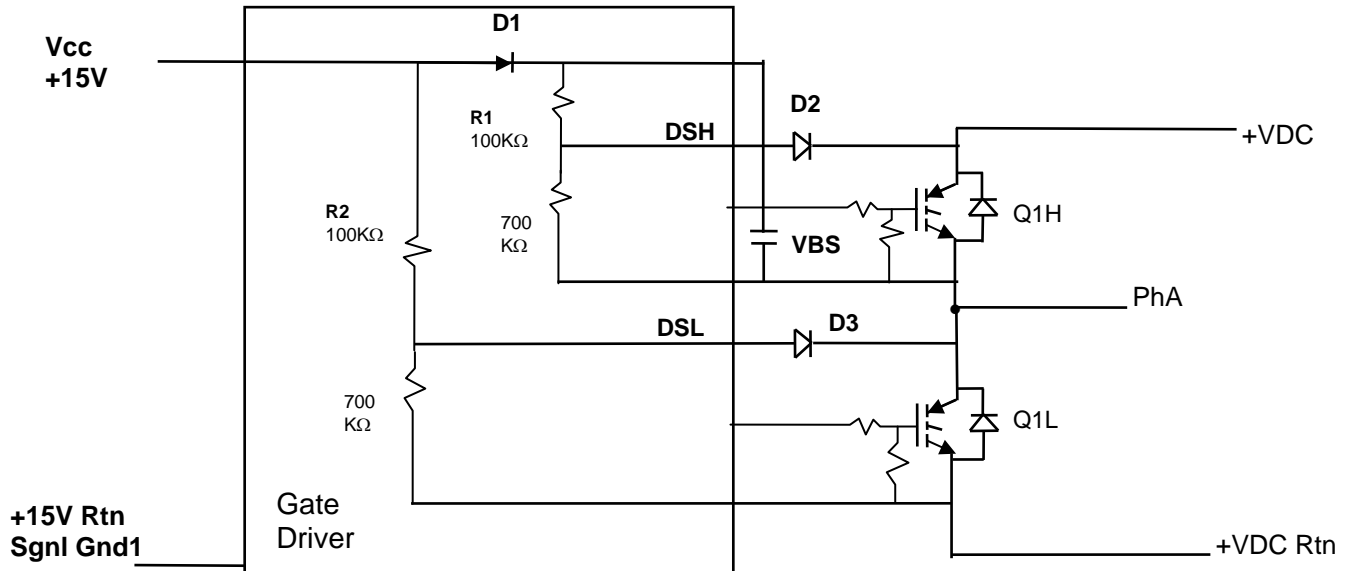 D1
Vcc
+15V
D2
R1
100KΩ
DSH
+VDC
R2
100KΩ
700
KΩ
VBS
Q1H
PhA
DSL
D3
700
KΩ
Q1L
Gate
Driver
+15V Rtn
Sgnl Gnd1
+VDC Rtn